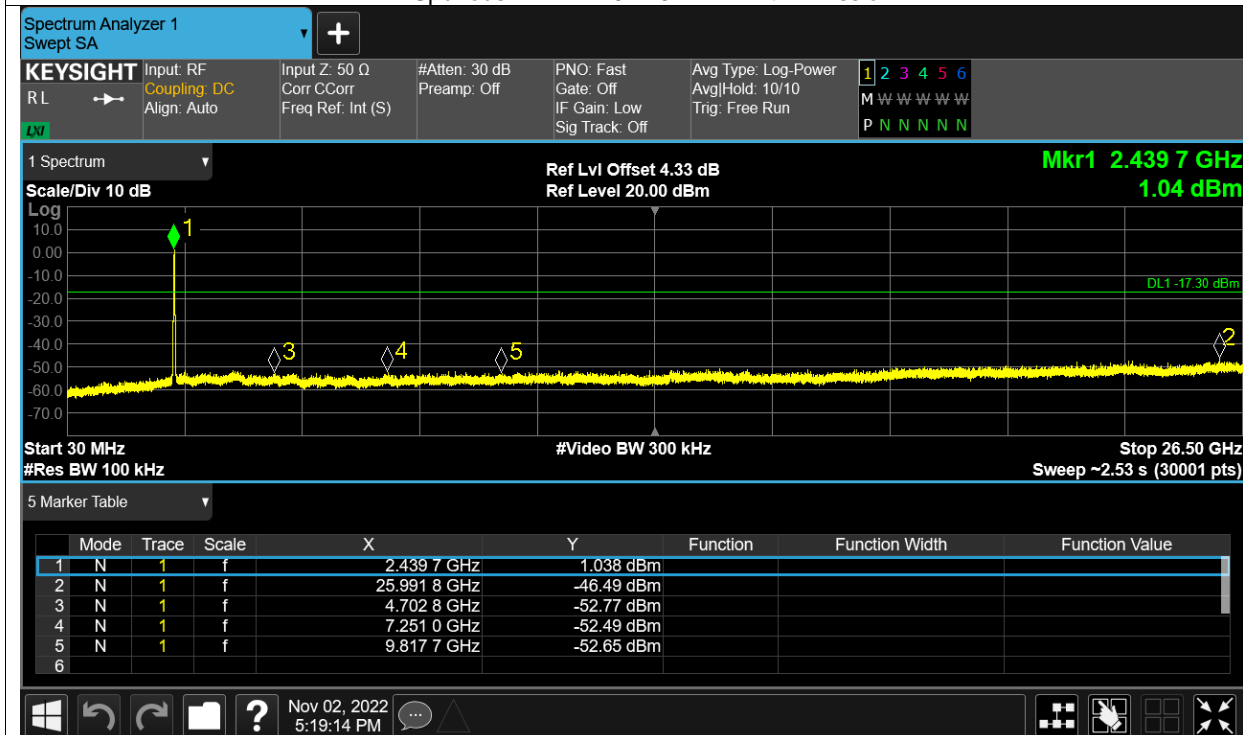 Spectrum Analyzer 1
Swept SA
+
KEYSIGHT Input: RF Input Z: 50 Ω #Atten: 30 dB PNO: Fast Avg Type: Log-Power 1 2 3 4 5 6
RL Coupling: DC Corr CCorr Preamp: Off Gate: Off Avg|Hold: 10/10 M W W W W W W
Align: Auto Freq Ref: Int (S) IF Gain: Low Trig: Free Run
LXI Sig Track: Off P N N N N N N
1 Spectrum Ref Lvl Offset 4.33 dB Mkr1 2.439 7 GHz
Scale/Div 10 dB Ref Level 20.00 dBm 1.04 dBm
Log
10.0 1
0.00
-10.0
DL1 -17.30 dBm
-20.0
-30.0
-40.0 3 4 5 2
-50.0
-60.0
-70.0
Start 30 MHz #Video BW 300 kHz Stop 26.50 GHz
#Res BW 100 kHz Sweep ~2.53 s (30001 pts)
5 Marker Table
Mode Trace Scale X Y Function Function Width Function Value
1 N 1 f 2.439 7 GHz 1.038 dBm
2 N 1 f 25.991 8 GHz -46.49 dBm
3 N 1 f 4.702 8 GHz -52.77 dBm
4 N 1 f 7.251 0 GHz -52.49 dBm
5 N 1 f 9.817 7 GHz -52.65 dBm
6
? Nov 02, 2022
5:19:14 PM